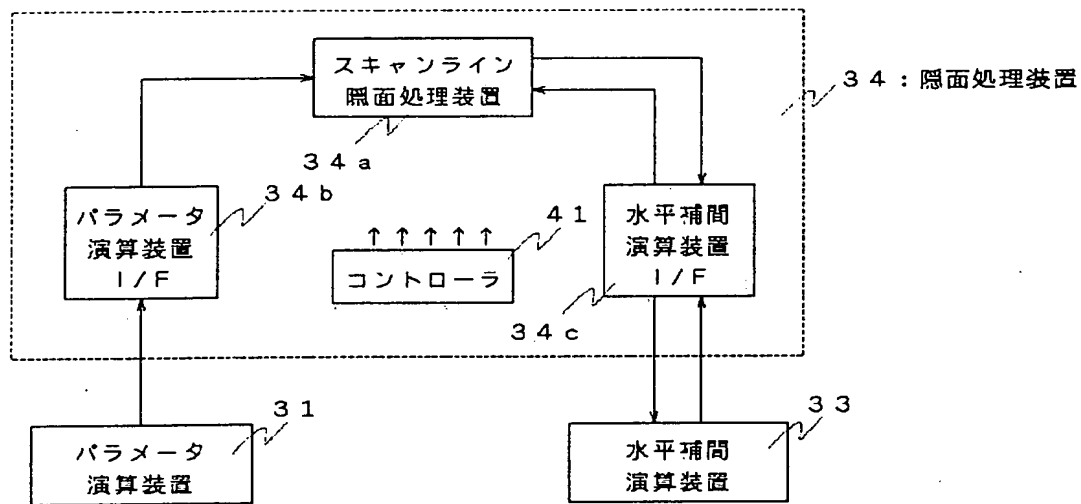 スキャンライン
隠面処理装置
34a
34：隠面処理装置
34b
パラメータ
演算装置
I/F
↑↑↑↑↑
コントローラ
41
水平補間
演算装置
I/F
34c
31
パラメータ
演算装置
33
水平補間
演算装置